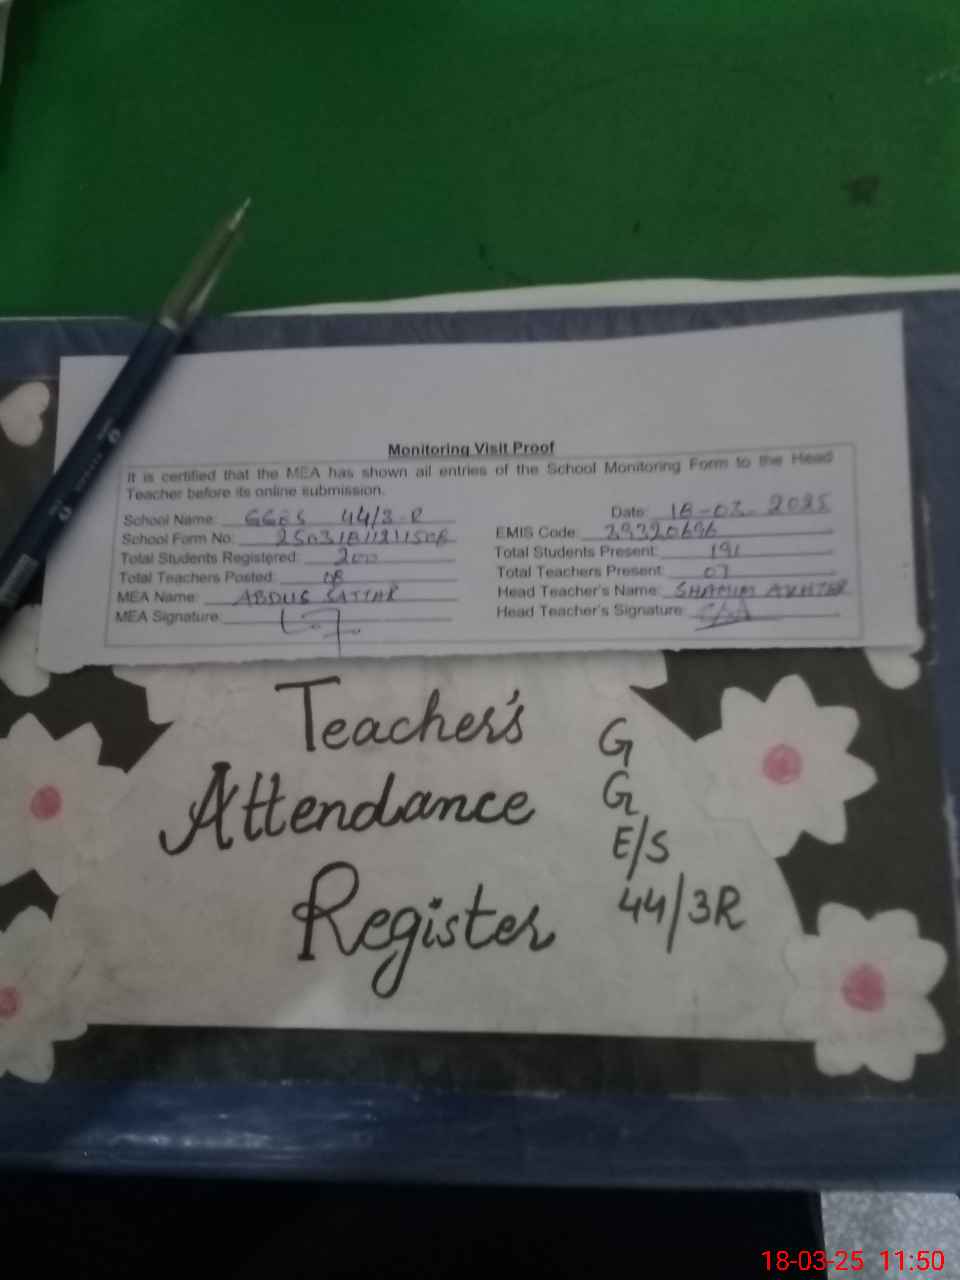 Monitoring Visit Proof
It is certified that the MEA has shown all entries of the School Monitoring Form to the Head
Teacher before its online submission.
School Name: GGES 44/3-R Date: 18-03-2025
School Form No: EMIS Code: 39320696
Total Students Registered: 200 Total Students Present: 191
Total Teachers Posted: 08 Total Teachers Present: 07
MEA Name: ABDUS SATTAR Head Teacher's Name: SHAMIM AKHTAR
MEA Signature: Head Teacher's Signature:
Teacher's
Attendance
Register
G
G
E/S
44/3R
18-03-25 11:50